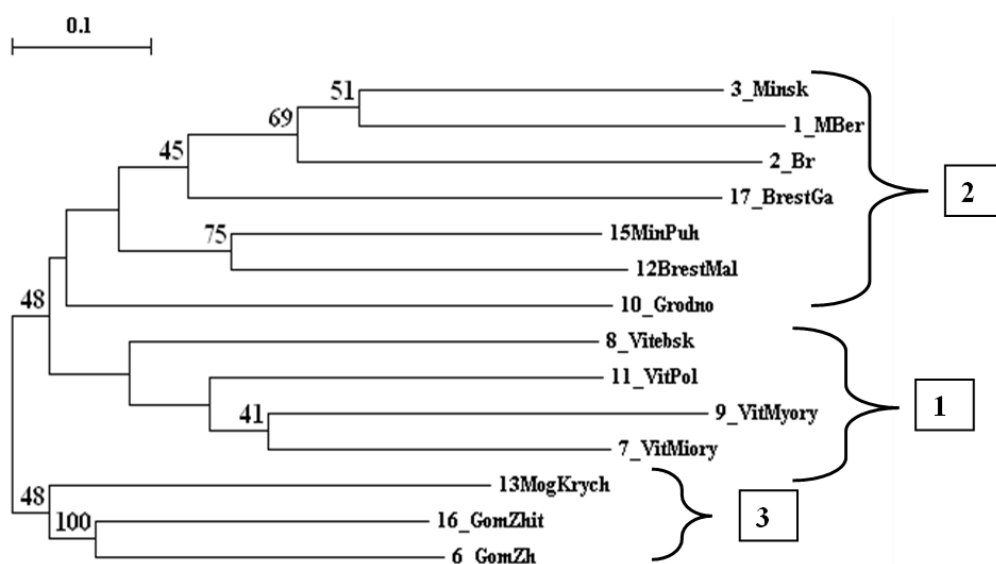 0.1
51
3_Minsk
1_MBer
69
2_Br
45
17_BrestGa
2
75
15MinPuh
12BrestMal
48
10_Grodno
8_Vitebsk
11_VitPol
1
41
9_VitMyory
7_VitMiory
48
13MogKrych
3
100
16_GomZhit
6_GomZh